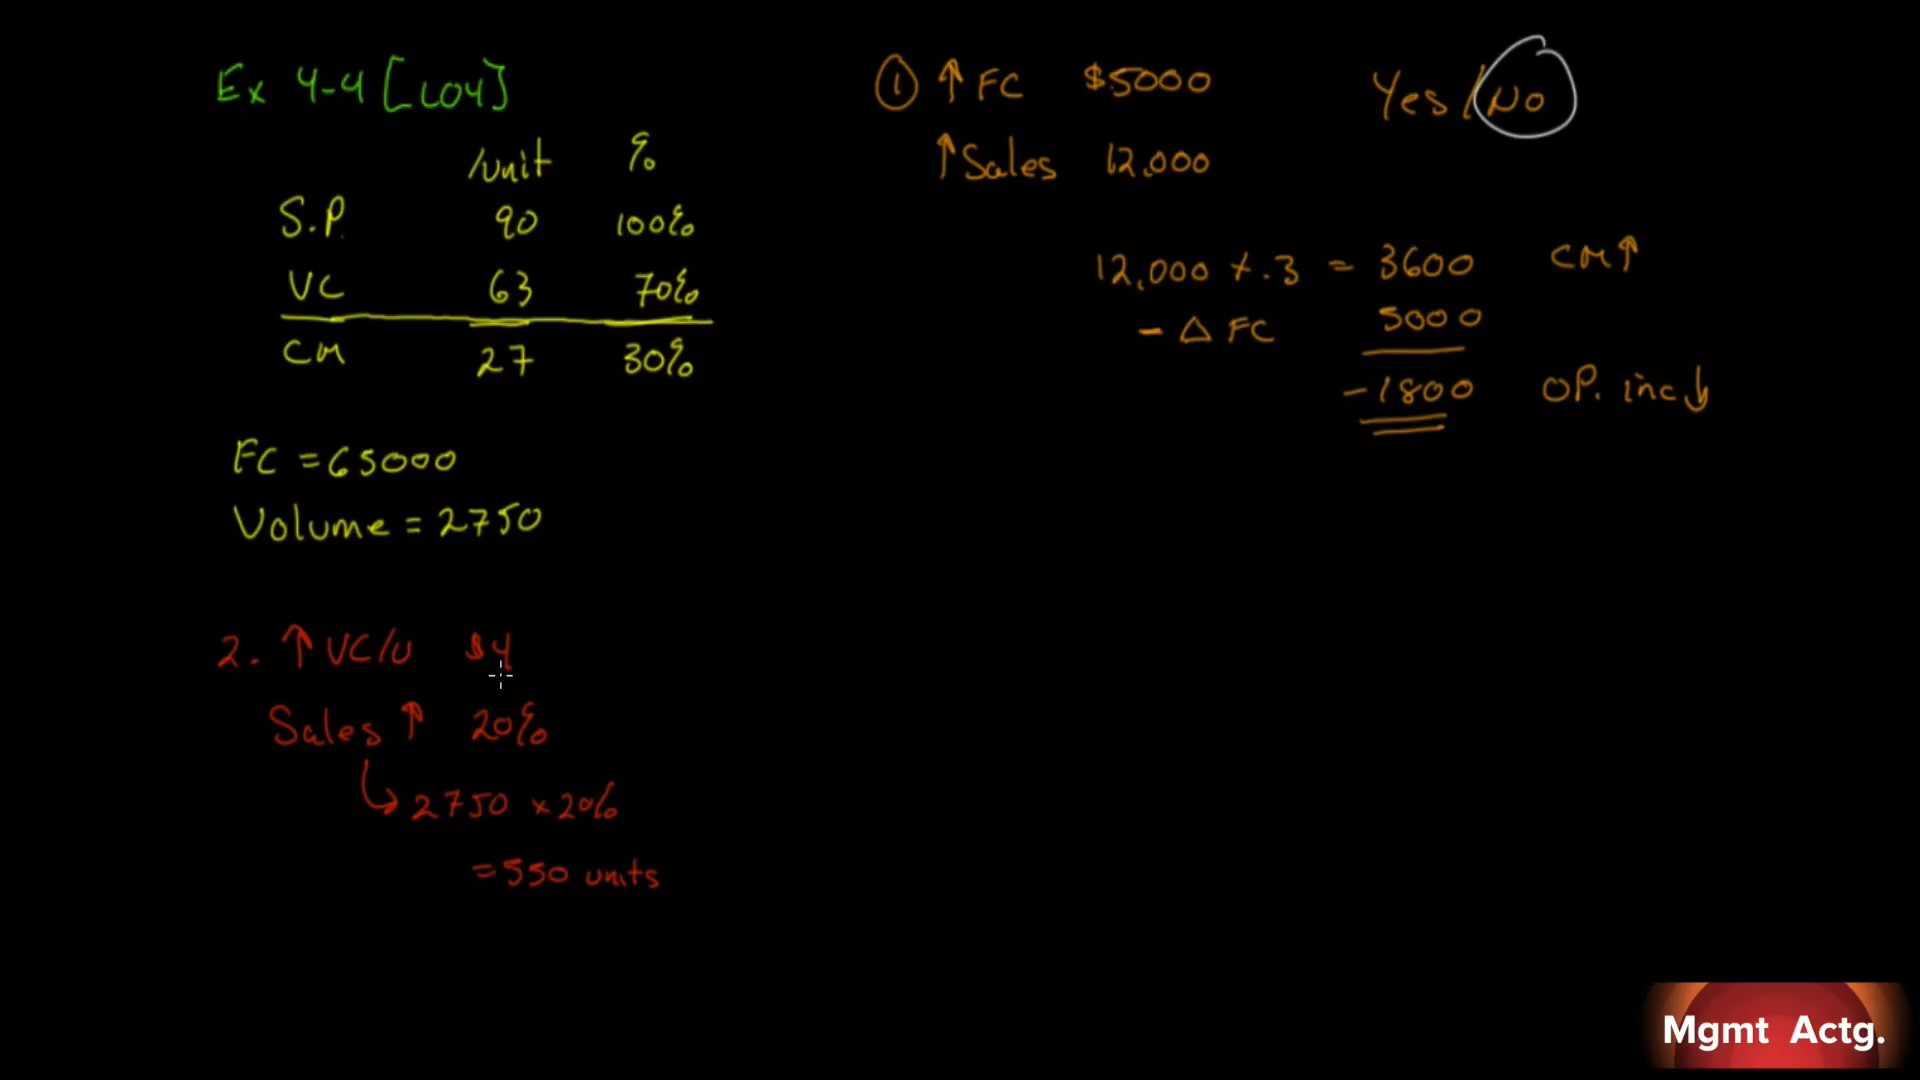 Ex 4-4 [LO4]
/unit %
S.P. 90 100%
VC 63 70%
CM 27 30%
FC = 65000
Volume = 2750
2. ↑ VC/U $4
Sales ↑ 20%
↳ 2750 × 20%
= 550 units
① ↑ FC $5000 Yes/No
↑ Sales 12,000
12,000 × .3 = 3600 CM↑
- △ FC 5000
-1800 OP. inc↓
Mgmt Actg.